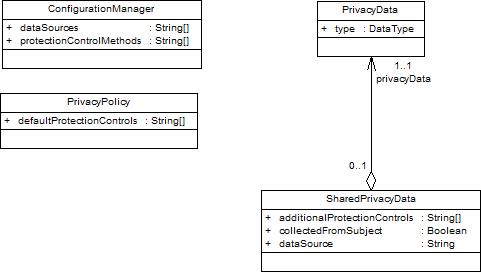 ConfigurationManager
+ dataSources : String[]
+ protectionControlMethods : String[]
PrivacyData
+ type : DataType
1..1
privacyData
PrivacyPolicy
+ defaultProtectionControls : String[]
0..1
SharedPrivacyData
+ additionalProtectionControls : String[]
+ collectedFromSubject : Boolean
+ dataSource : String